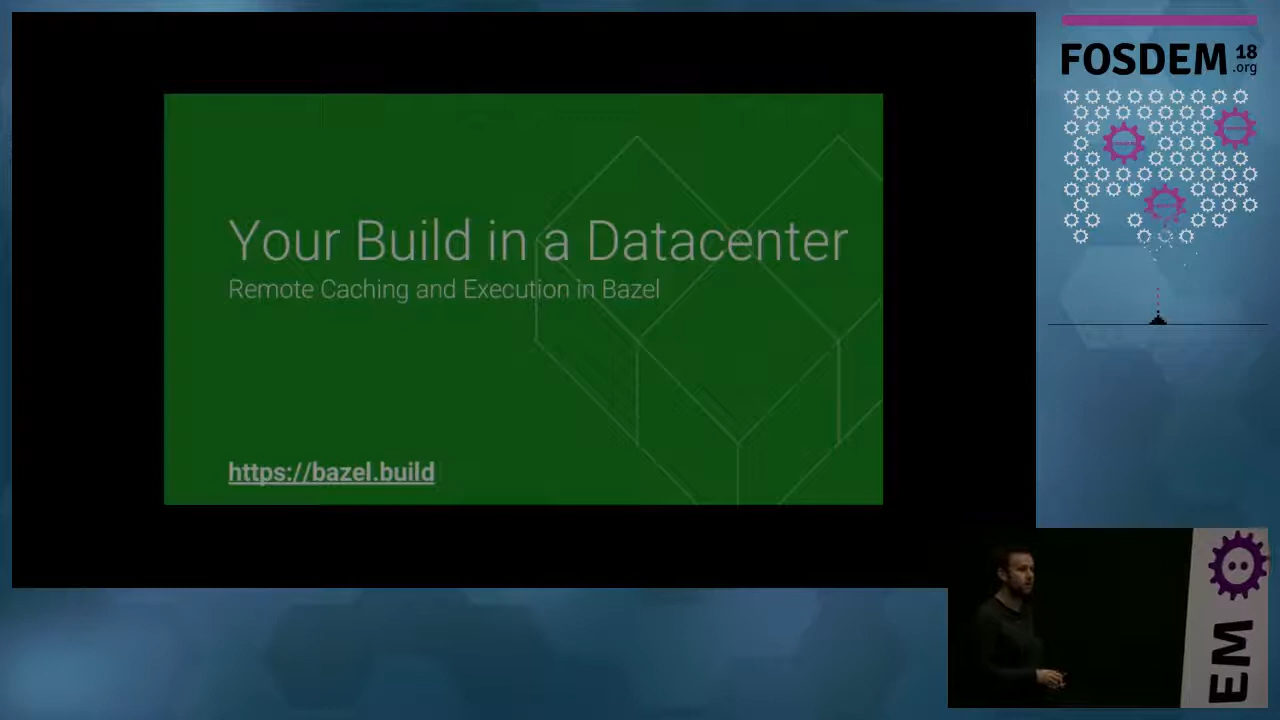 Your Build in a Datacenter
Remote Caching and Execution in Bazel
https://bazel.build
FOSDEM 18
.org
EM